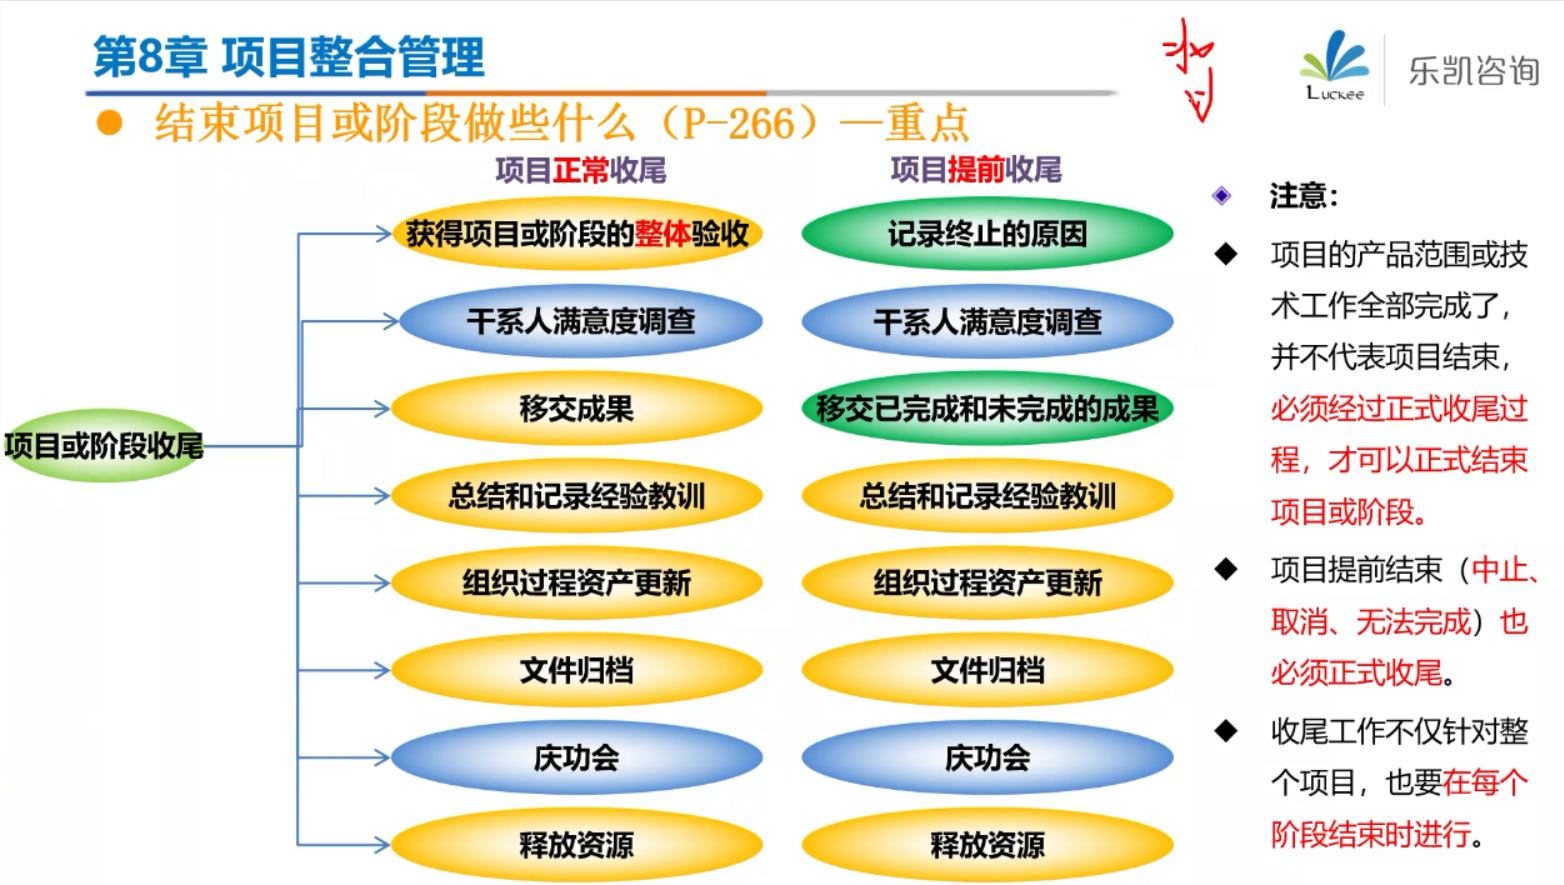 第8章 项目整合管理
Luckee
乐凯咨询
结束项目或阶段做些什么（P-266）—重点
项目正常收尾
项目提前收尾
项目或阶段收尾
获得项目或阶段的整体验收
记录终止的原因
干系人满意度调查
干系人满意度调查
移交成果
移交已完成和未完成的成果
总结和记录经验教训
总结和记录经验教训
组织过程资产更新
组织过程资产更新
文件归档
文件归档
庆功会
庆功会
释放资源
释放资源
注意：
项目的产品范围或技
术工作全部完成了，
并不代表项目结束，
必须经过正式收尾过
程，才可以正式结束
项目或阶段。
项目提前结束（中止、
取消、无法完成）也
必须正式收尾。
收尾工作不仅针对整
个项目，也要在每个
阶段结束时进行。